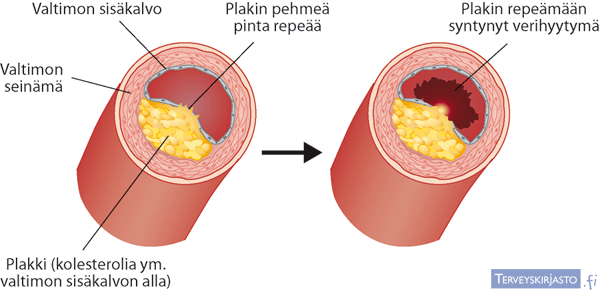 Valtimon sisäkalvo
Plakin pehmeä
pinta repeää
Valtimon
seinämä
Plakki (kolesterolia ym.
valtimon sisäkalvon alla)
Plakin repeämään
syntynyt verihyytymä
TERVEYSKIRJASTO.fi